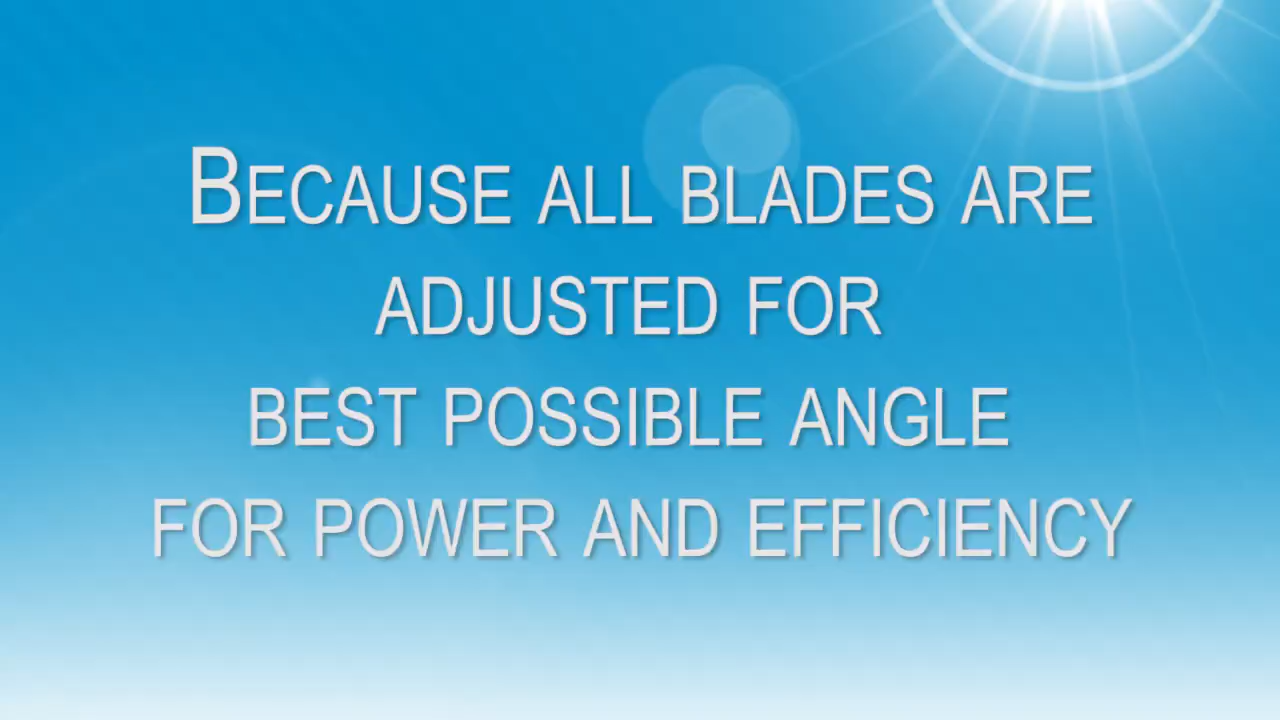 Because all blades are
adjusted for
best possible angle
for power and efficiency